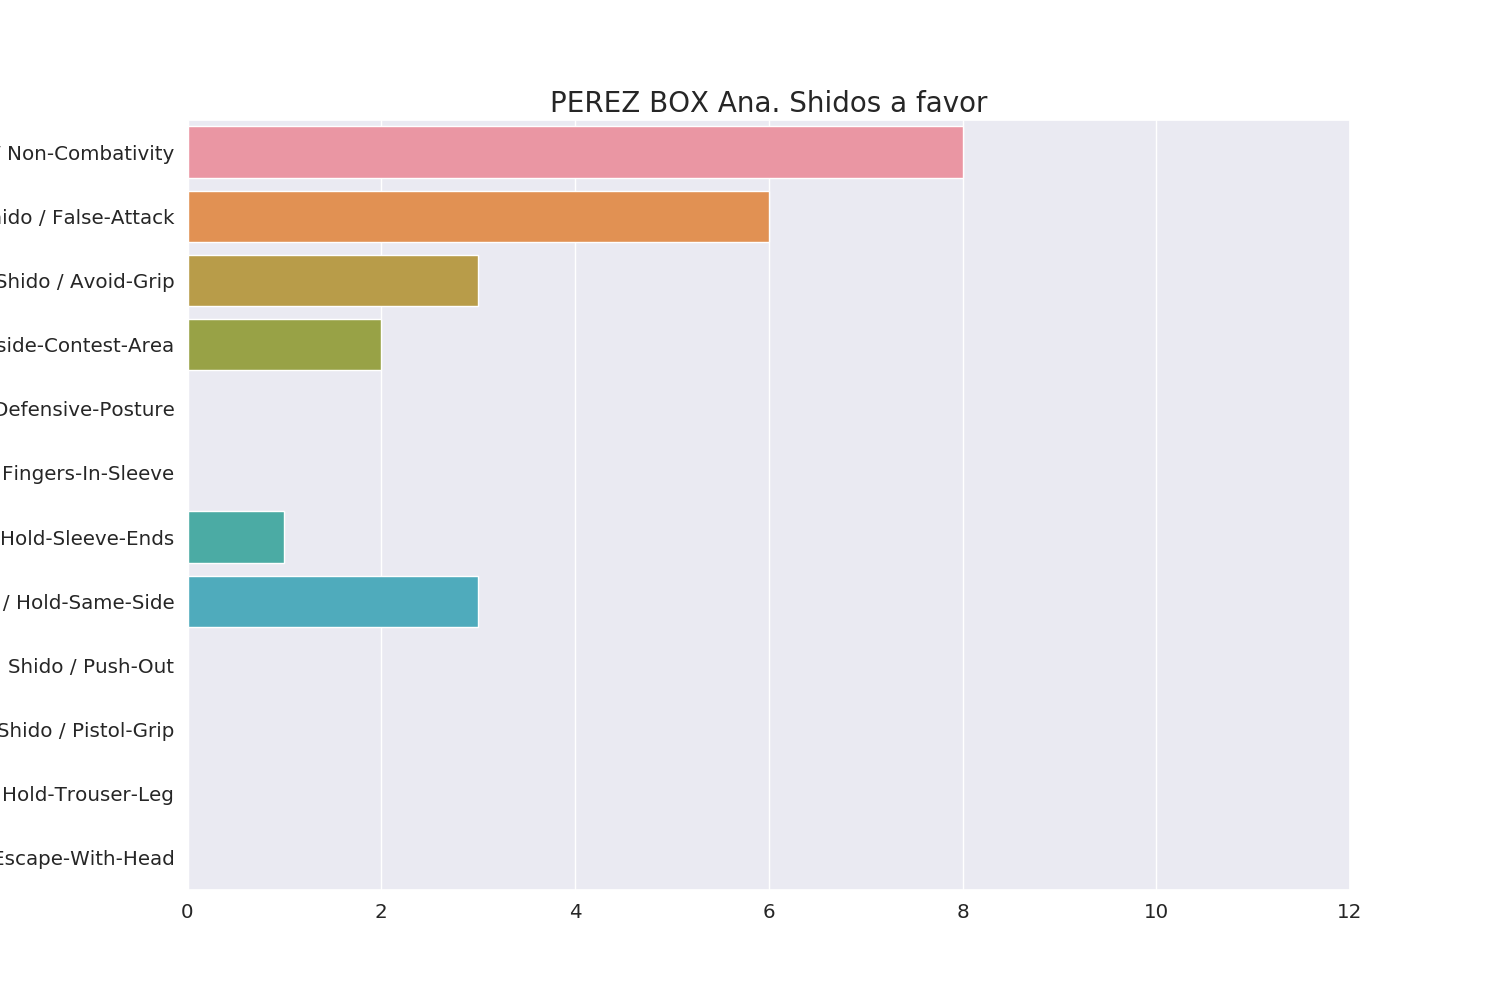 PEREZ BOX Ana. Shidos a favor
/ Non-Combativity
ido / False-Attack
Shido / Avoid-Grip
side-Contest-Area
Defensive-Posture
Fingers-In-Sleeve
Hold-Sleeve-Ends
/ Hold-Same-Side
Shido / Push-Out
Shido / Pistol-Grip
Hold-Trouser-Leg
Escape-With-Head
0 2 4 6 8 10 12